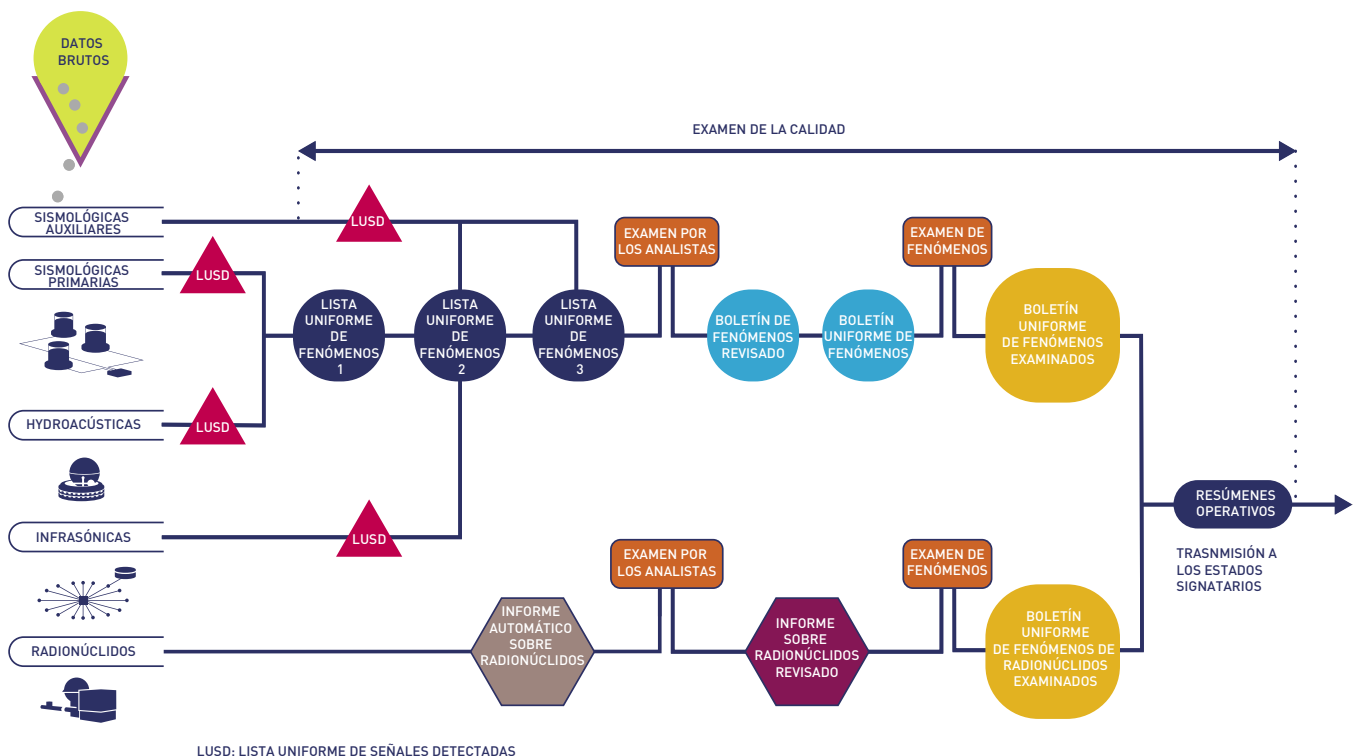 DATOS
BRUTOS
EXAMEN DE LA CALIDAD
SISMOLÓGICAS
AUXILIARES
LUSD
EXAMEN POR
LOS ANALISTAS
EXAMEN DE
FENÓMENOS
SISMOLÓGICAS
PRIMARIAS
LUSD
LISTA
UNIFORME
DE
FENÓMENOS
1
LISTA
UNIFORME
DE
FENÓMENOS
2
LISTA
UNIFORME
DE
FENÓMENOS
3
BOLETÍN DE
FENÓMENOS
REVISADO
BOLETÍN
UNIFORME DE
FENÓMENOS
BOLETÍN
UNIFORME
DE FENÓMENOS
EXAMINADOS
HYDROACÚSTICAS
LUSD
RESÚMENES
OPERATIVOS
INFRASÓNICAS
LUSD
EXAMEN POR
LOS ANALISTAS
EXAMEN DE
FENÓMENOS
TRASNMISIÓN A
LOS ESTADOS
SIGNATARIOS
RADIONÚCLIDOS
INFORME
AUTOMÁTICO
SOBRE
RADIONÚCLIDOS
INFORME
SOBRE
RADIONÚCLIDOS
REVISADO
BOLETÍN
UNIFORME
DE FENÓMENOS DE
RADIONÚCLIDOS
EXAMINADOS
LUSD: LISTA UNIFORME DE SEÑALES DETECTADAS